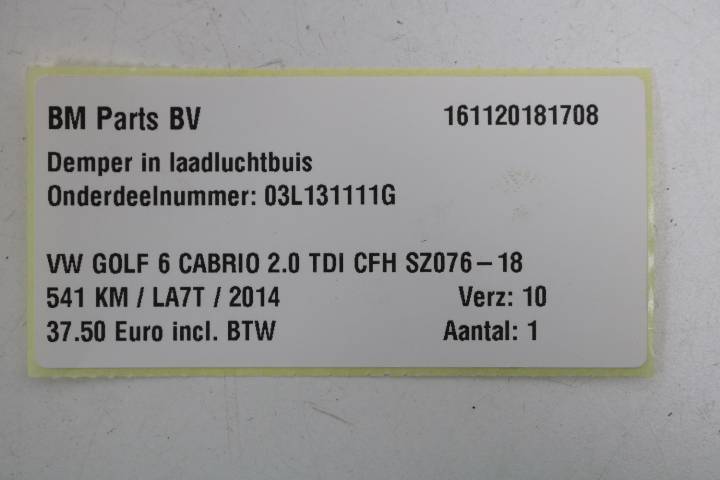 BM Parts BV 161120181708
Demper in laadluchtbuis
Onderdeelnummer: 03L131111G
VW GOLF 6 CABRIO 2.0 TDI CFH SZ076-18
541 KM / LA7T / 2014 Verz: 10
37.50 Euro incl. BTW Aantal: 1